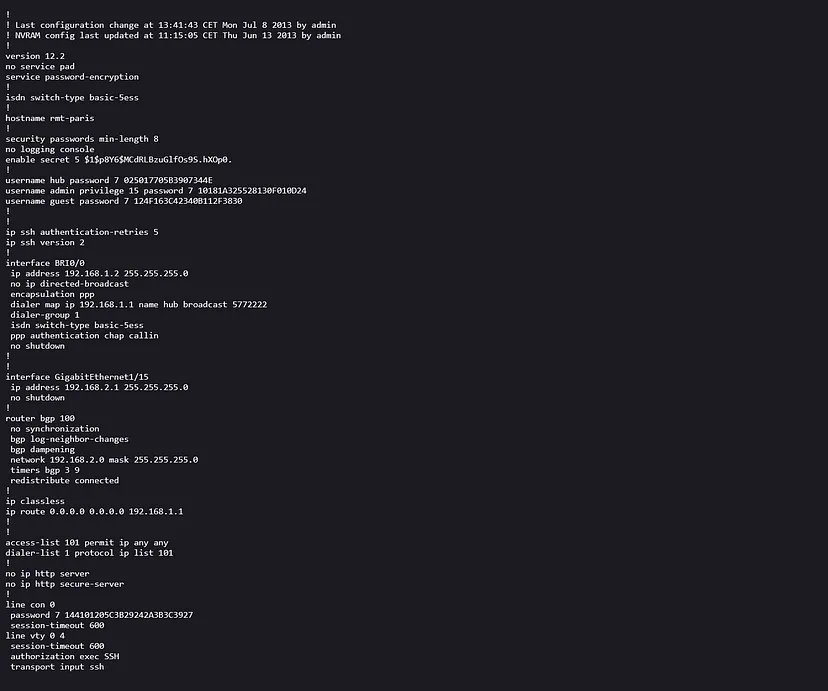 !
! Last configuration change at 13:41:43 CET Mon Jul 8 2013 by admin
! NVRAM config last updated at 11:15:05 CET Thu Jun 13 2013 by admin
!
version 12.2
no service pad
service password-encryption
!
isdn switch-type basic-5ess
!
hostname rmt-paris
!
security passwords min-length 8
no logging console
enable secret 5 $1$p8Y6$MCdRLBzuGlfOs9S.hXOp0.
!
username hub password 7 025017705B3907344E
username admin privilege 15 password 7 10181A325528130F010D24
username guest password 7 124F163C42340B112F3830
!
!
ip ssh authentication-retries 5
ip ssh version 2
!
interface BRI0/0
 ip address 192.168.1.2 255.255.255.0
 no ip directed-broadcast
 encapsulation ppp
 dialer map ip 192.168.1.1 name hub broadcast 5772222
 dialer-group 1
 isdn switch-type basic-5ess
 ppp authentication chap callin
 no shutdown
!
!
interface GigabitEthernet1/15
 ip address 192.168.2.1 255.255.255.0
 no shutdown
!
router bgp 100
 no synchronization
 bgp log-neighbor-changes
 bgp dampening
 network 192.168.2.0 mask 255.255.255.0
 timers bgp 3 9
 redistribute connected
!
ip classless
ip route 0.0.0.0 0.0.0.0 192.168.1.1
!
!
access-list 101 permit ip any any
dialer-list 1 protocol ip list 101
!
no ip http server
no ip http secure-server
!
line con 0
 password 7 144101205C3B29242A3B3C3927
 session-timeout 600
line vty 0 4
 session-timeout 600
 authorization exec SSH
 transport input ssh